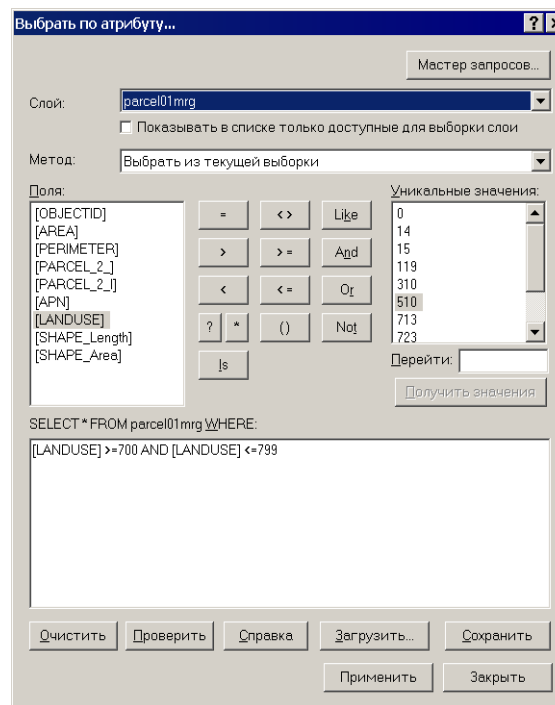 Выбрать по атрибуту...
Мастер запросов...
Слой: parcel01mrg
Показывать в списке только доступные для выборки слои
Метод: Выбрать из текущей выборки
Поля:
[OBJECTID]
[AREA]
[PERIMETER]
[PARCEL_2_]
[PARCEL_2_I]
[APN]
[LANDUSE]
[SHAPE_Length]
[SHAPE_Area]
= <> Like
> >= And
< <= Or
? * () Not
Is
Уникальные значения:
0
14
15
119
310
510
713
723
Перейти:
Получить значения
SELECT * FROM parcel01mrg WHERE:
[LANDUSE] >=700 AND [LANDUSE] <=799
Очистить Проверить Справка Загрузить... Сохранить
Применить Закрыть